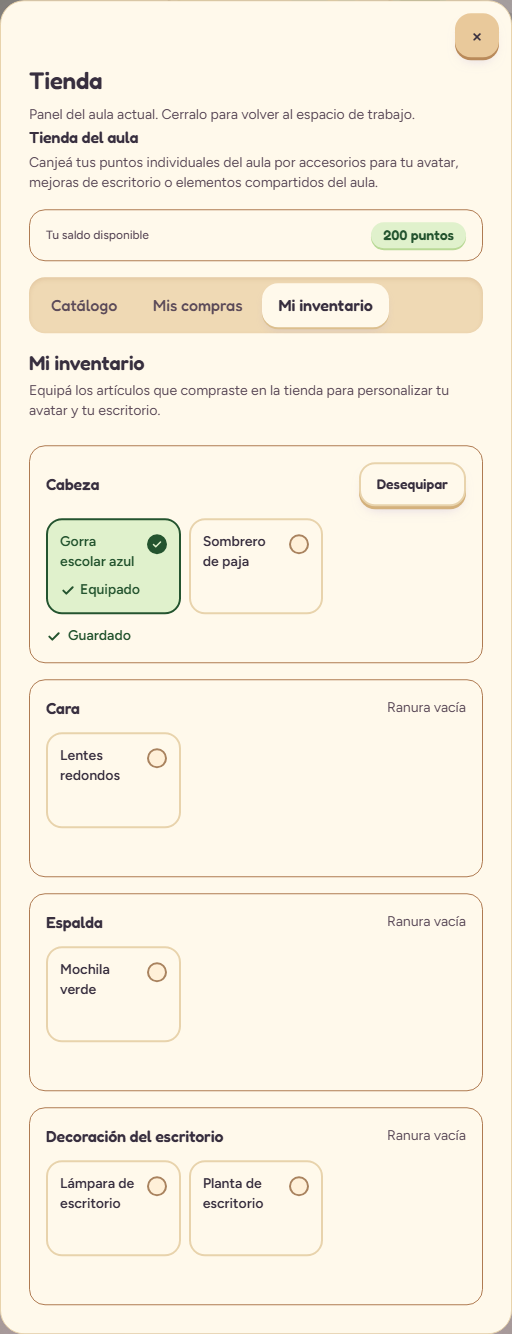 ×
Tienda
Panel del aula actual. Cerralo para volver al espacio de trabajo.
Tienda del aula
Canjeá tus puntos individuales del aula por accesorios para tu avatar,
mejoras de escritorio o elementos compartidos del aula.
Tu saldo disponible
200 puntos
Catálogo
Mis compras
Mi inventario
Mi inventario
Equipá los artículos que compraste en la tienda para personalizar tu
avatar y tu escritorio.
Cabeza
Desequipar
Gorra
escolar azul
Equipado
Sombrero
de paja
Guardado
Cara
Ranura vacía
Lentes
redondos
Espalda
Ranura vacía
Mochila
verde
Decoración del escritorio
Ranura vacía
Lámpara de
escritorio
Planta de
escritorio